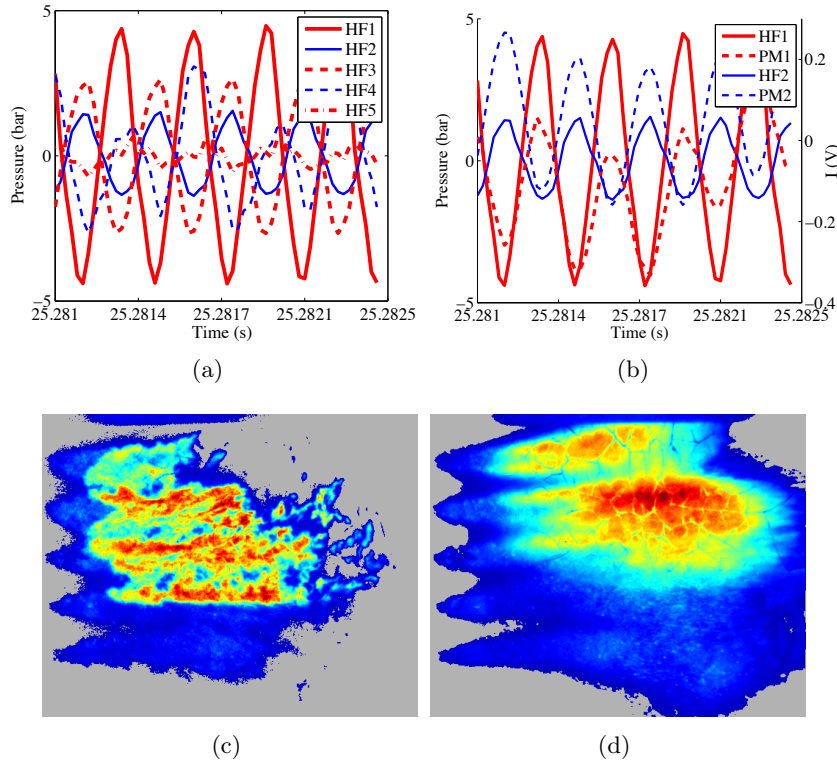 5
0
−5
Pressure (bar)
25.281
25.2814
25.2817
25.2821
25.2825
Time (s)
HF1
HF2
HF3
HF4
HF5
(a)
5
0
−5
Pressure (bar)
25.281
25.2814
25.2817
25.2821
25.2825
Time (s)
HF1
PM1
HF2
PM2
0.2
0
−0.2
−0.4
I (V)
(b)
(c)
(d)